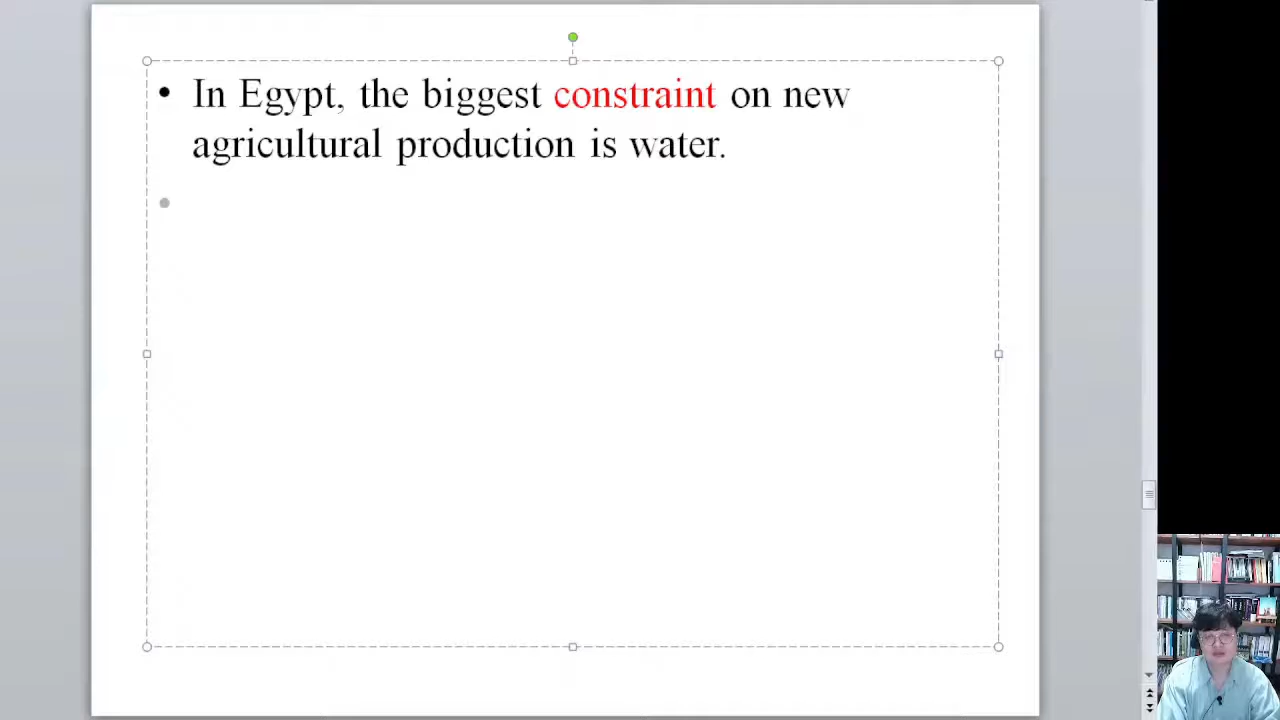 • In Egypt, the biggest constraint on new
agricultural production is water.